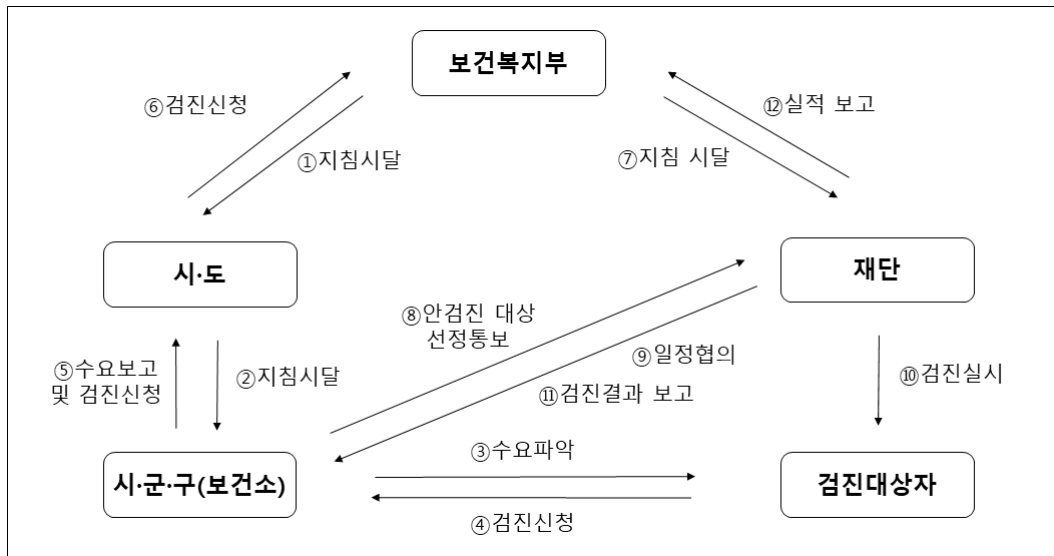 보건복지부
⑥검진신청
①지침시달
⑫실적 보고
⑦지침 시달
시·도
재단
⑧안검진 대상
선정통보
⑨일정협의
⑪검진결과 보고
⑤수요보고
및 검진신청
②지침시달
⑩검진실시
③수요파악
④검진신청
시·군·구(보건소)
검진대상자